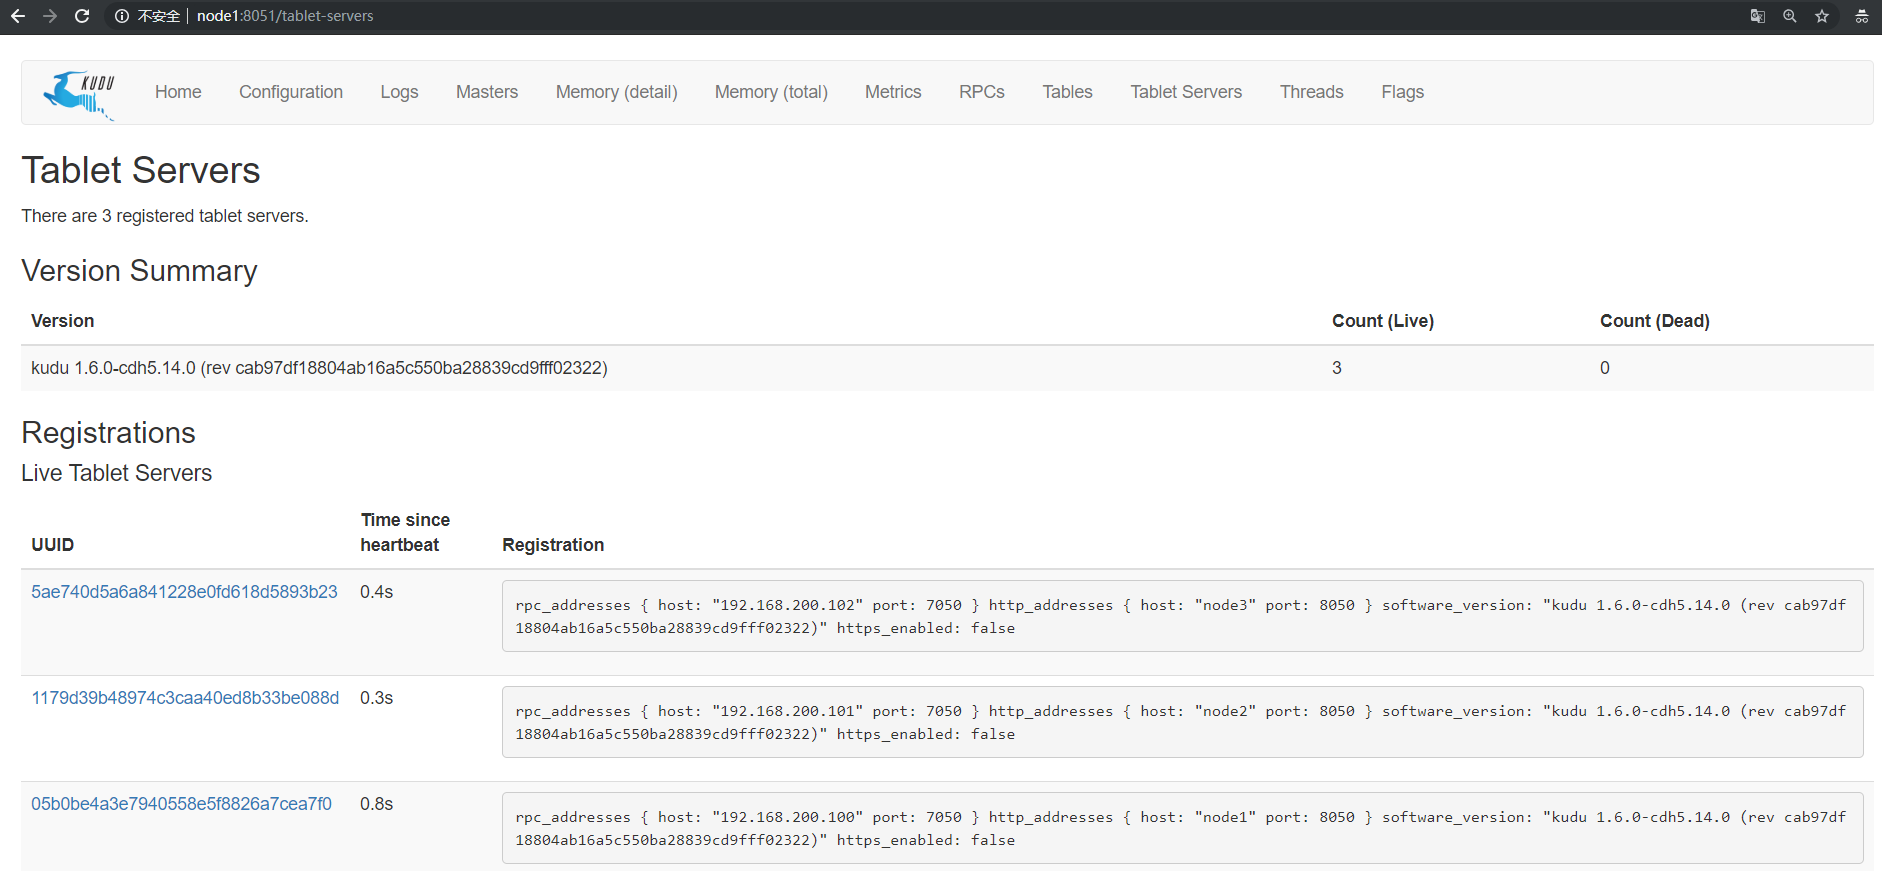 不安全 node1:8051/tablet-servers
KUDU Home Configuration Logs Masters Memory (detail) Memory (total) Metrics RPCs Tables Tablet Servers Threads Flags
Tablet Servers
There are 3 registered tablet servers.
Version Summary
Version Count (Live) Count (Dead)
kudu 1.6.0-cdh5.14.0 (rev cab97df18804ab16a5c550ba28839cd9fff02322) 3 0
Registrations
Live Tablet Servers
Time since
UUID heartbeat Registration
5ae740d5a6a841228e0fd618d5893b23 0.4s rpc_addresses { host: "192.168.200.102" port: 7050 } http_addresses { host: "node3" port: 8050 } software_version: "kudu 1.6.0-cdh5.14.0 (rev cab97df
18804ab16a5c550ba28839cd9fff02322)" https_enabled: false
1179d39b48974c3caa40ed8b33be088d 0.3s rpc_addresses { host: "192.168.200.101" port: 7050 } http_addresses { host: "node2" port: 8050 } software_version: "kudu 1.6.0-cdh5.14.0 (rev cab97df
18804ab16a5c550ba28839cd9fff02322)" https_enabled: false
05b0be4a3e7940558e5f8826a7cea7f0 0.8s rpc_addresses { host: "192.168.200.100" port: 7050 } http_addresses { host: "node1" port: 8050 } software_version: "kudu 1.6.0-cdh5.14.0 (rev cab97df
18804ab16a5c550ba28839cd9fff02322)" https_enabled: false